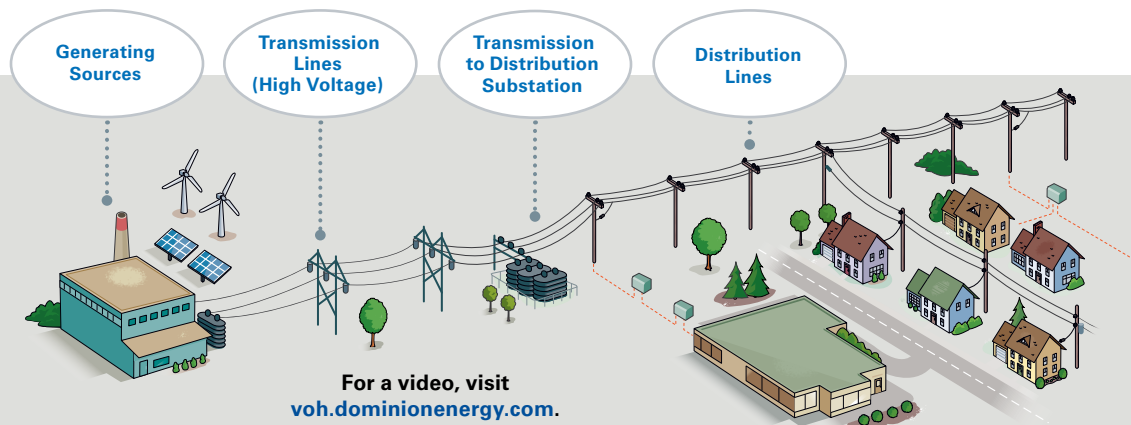 Generating
Sources
Transmission
Lines
(High Voltage)
Transmission
to Distribution
Substation
Distribution
Lines
For a video, visit
voh.dominionenergy.com.